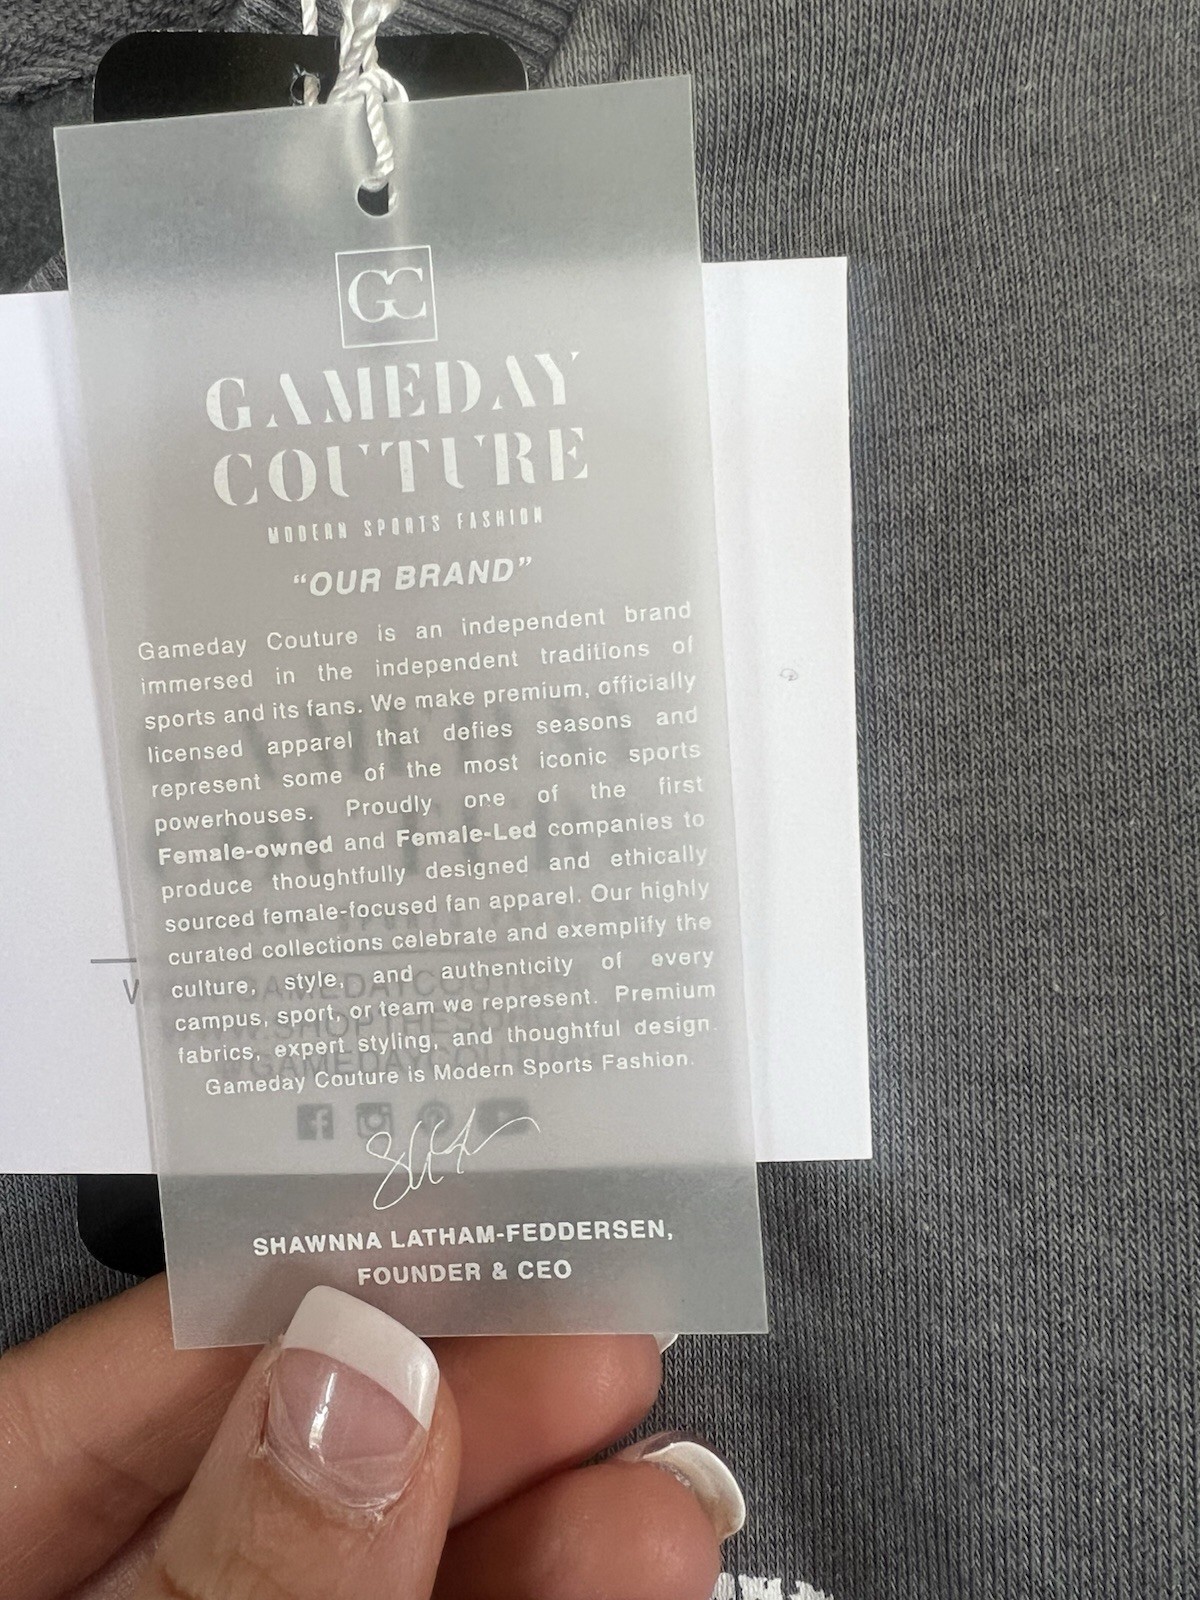 GC
GAMEDAY
COUTURE
MODERN SPORTS FASHION
“OUR BRAND”
Gameday Couture is an independent brand
immersed in the independent traditions of
sports and its fans. We make premium, officially
licensed apparel that defies seasons and
represent some of the most iconic sports
powerhouses. Proudly one of the first
Female-owned and Female-Led companies to
produce thoughtfully designed and ethically
sourced female-focused fan apparel. Our highly
curated collections celebrate and exemplify the
culture, style, and authenticity of every
campus, sport, or team we represent. Premium
fabrics, expert styling, and thoughtful design.
Gameday Couture is Modern Sports Fashion.
SHAWNNA LATHAM-FEDDERSEN,
FOUNDER & CEO